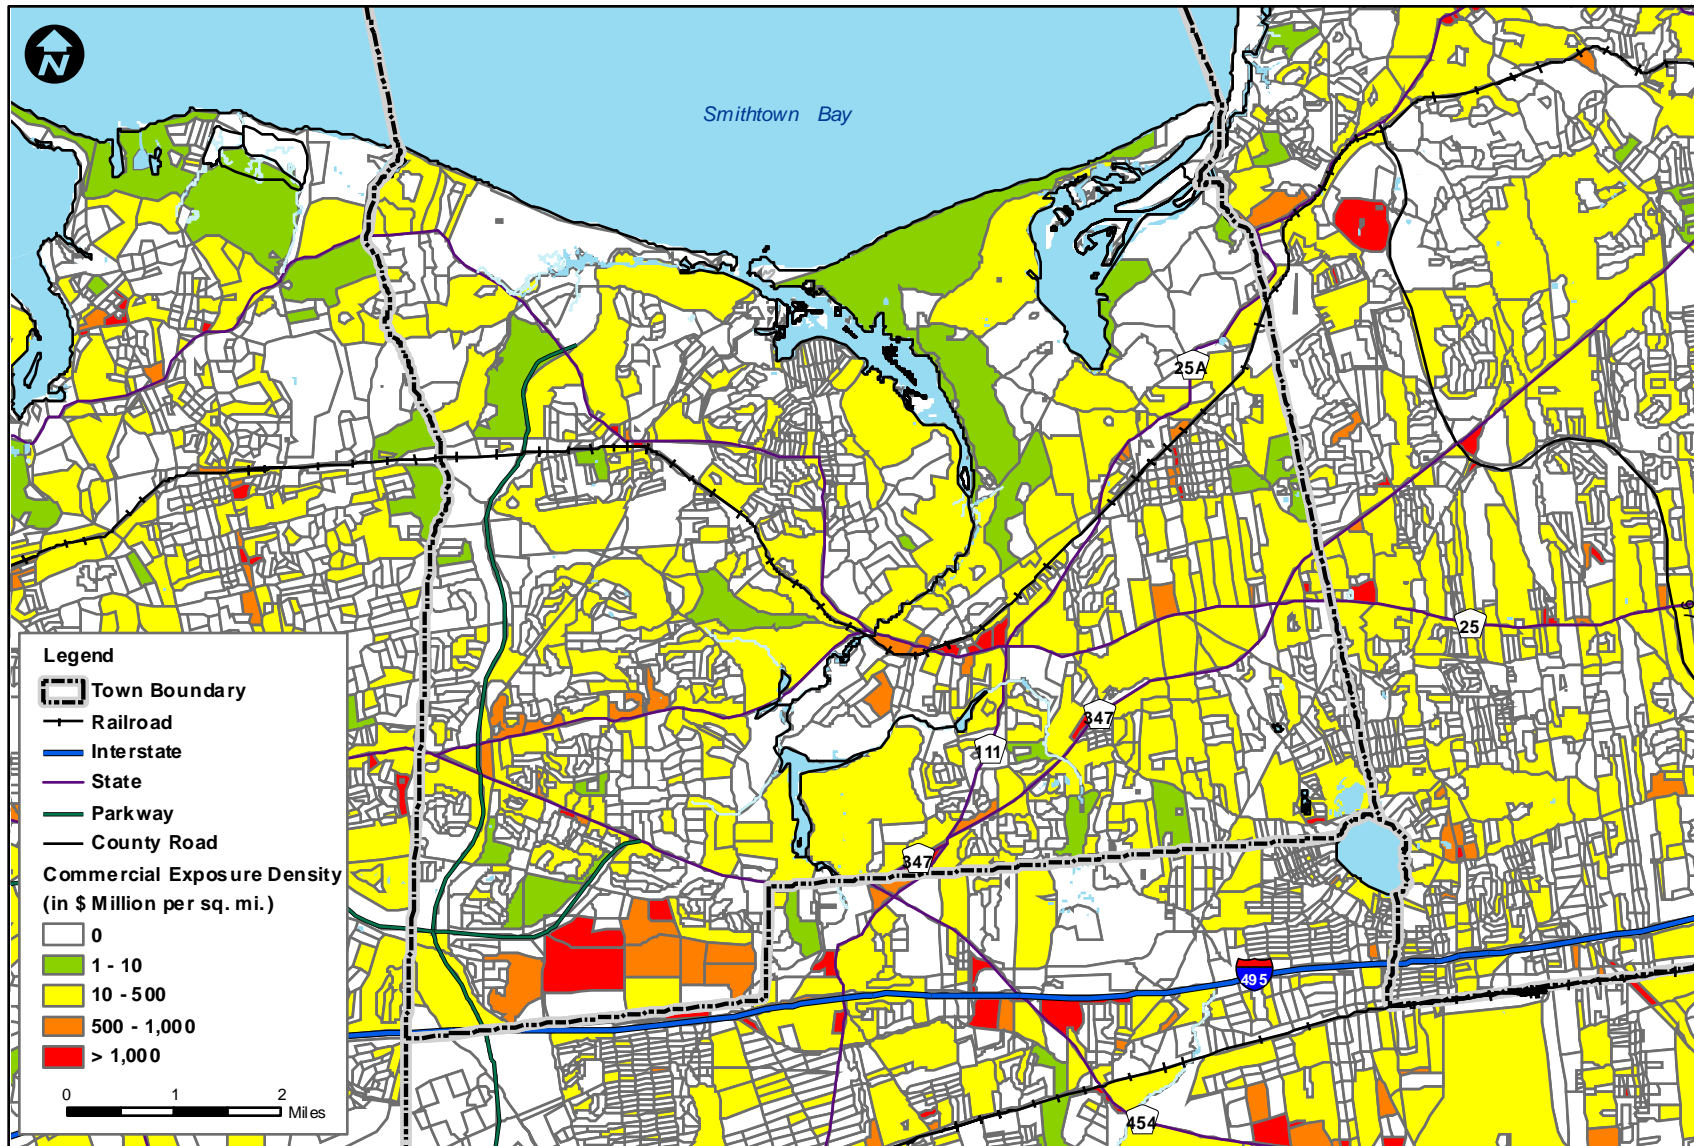 N
Smithtown Bay
25A
25
347
111
347
495
454
Legend
Town Boundary
Railroad
Interstate
State
Parkway
County Road
Commercial Exposure Density
(in $ Million per sq. mi.)
0
1 - 10
10 - 500
500 - 1,000
> 1,000
0 1 2
Miles